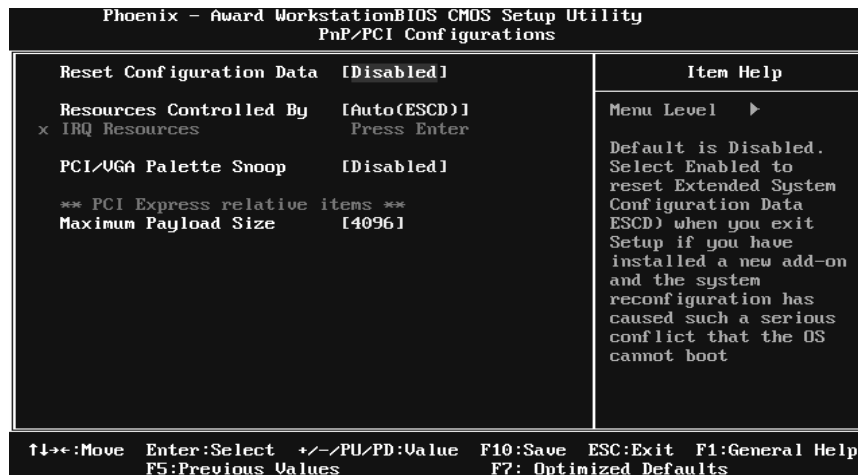 Phoenix - Award WorkstationBIOS CMOS Setup Utility
PnP/PCI Configurations
Reset Configuration Data [Disabled]
Resources Controlled By [Auto(ESCD)]
x IRQ Resources Press Enter
PCI/VGA Palette Snoop [Disabled]
** PCI Express relative items **
Maximum Payload Size [4096]
Item Help
Menu Level ▶
Default is Disabled.
Select Enabled to
reset Extended System
Configuration Data
ESCD) when you exit
Setup if you have
installed a new add-on
and the system
reconfiguration has
caused such a serious
conflict that the OS
cannot boot
↑↓→←:Move Enter:Select +/-/PU/PD:Value F10:Save ESC:Exit F1:General Help
F5:Previous Values F7: Optimized Defaults